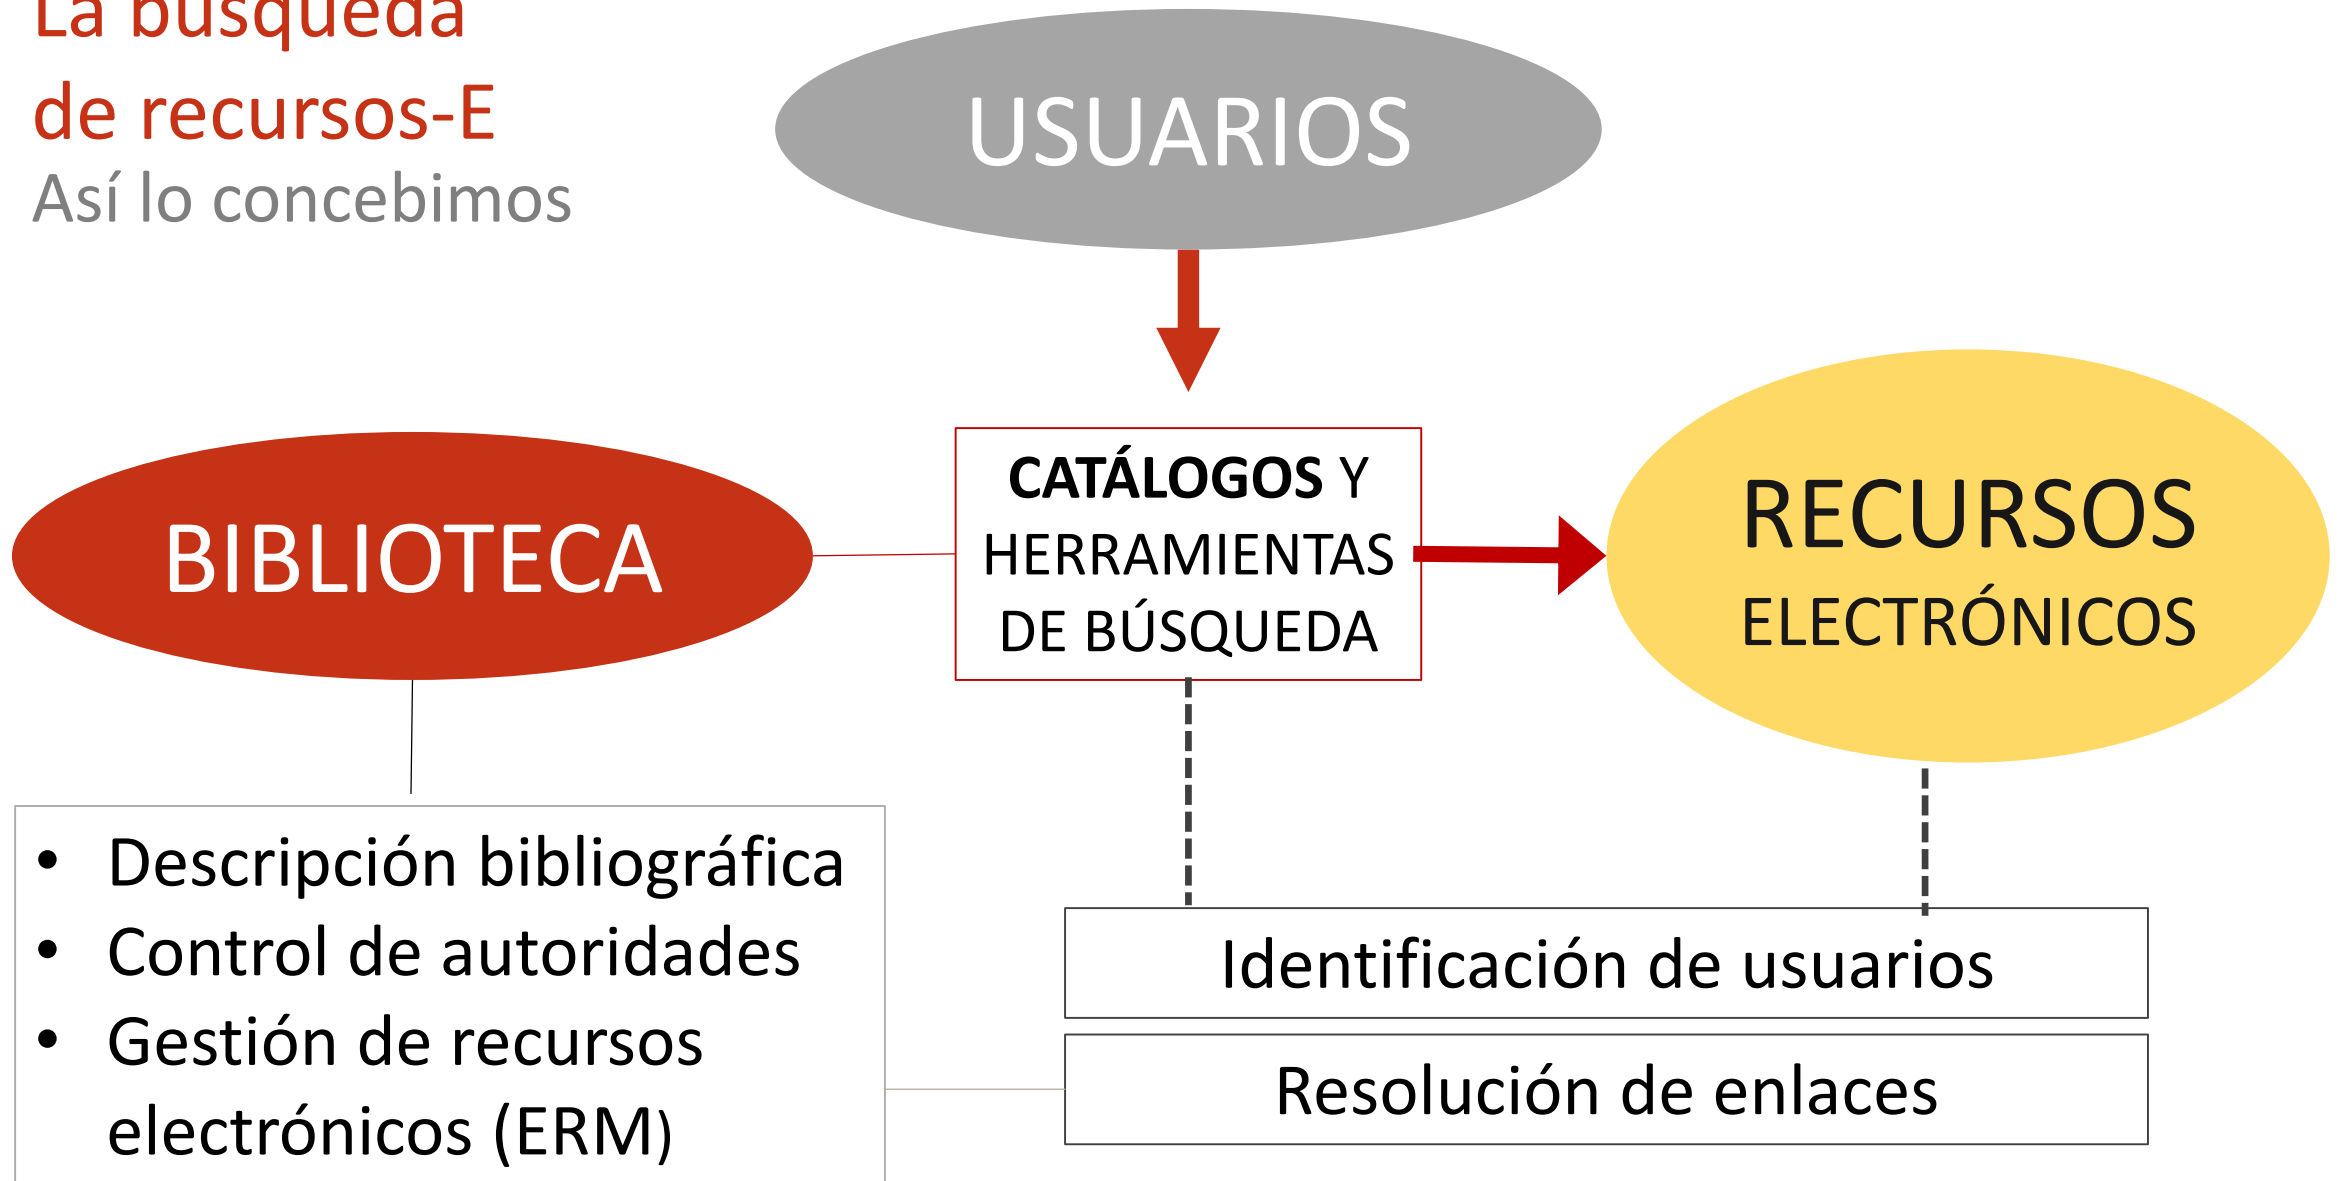 La búsqueda
de recursos-E
Así lo concebimos
USUARIOS
BIBLIOTECA
CATÁLOGOS Y
HERRAMIENTAS
DE BÚSQUEDA
RECURSOS
ELECTRÓNICOS
• Descripción bibliográfica
• Control de autoridades
• Gestión de recursos
electrónicos (ERM)
Identificación de usuarios
Resolución de enlaces